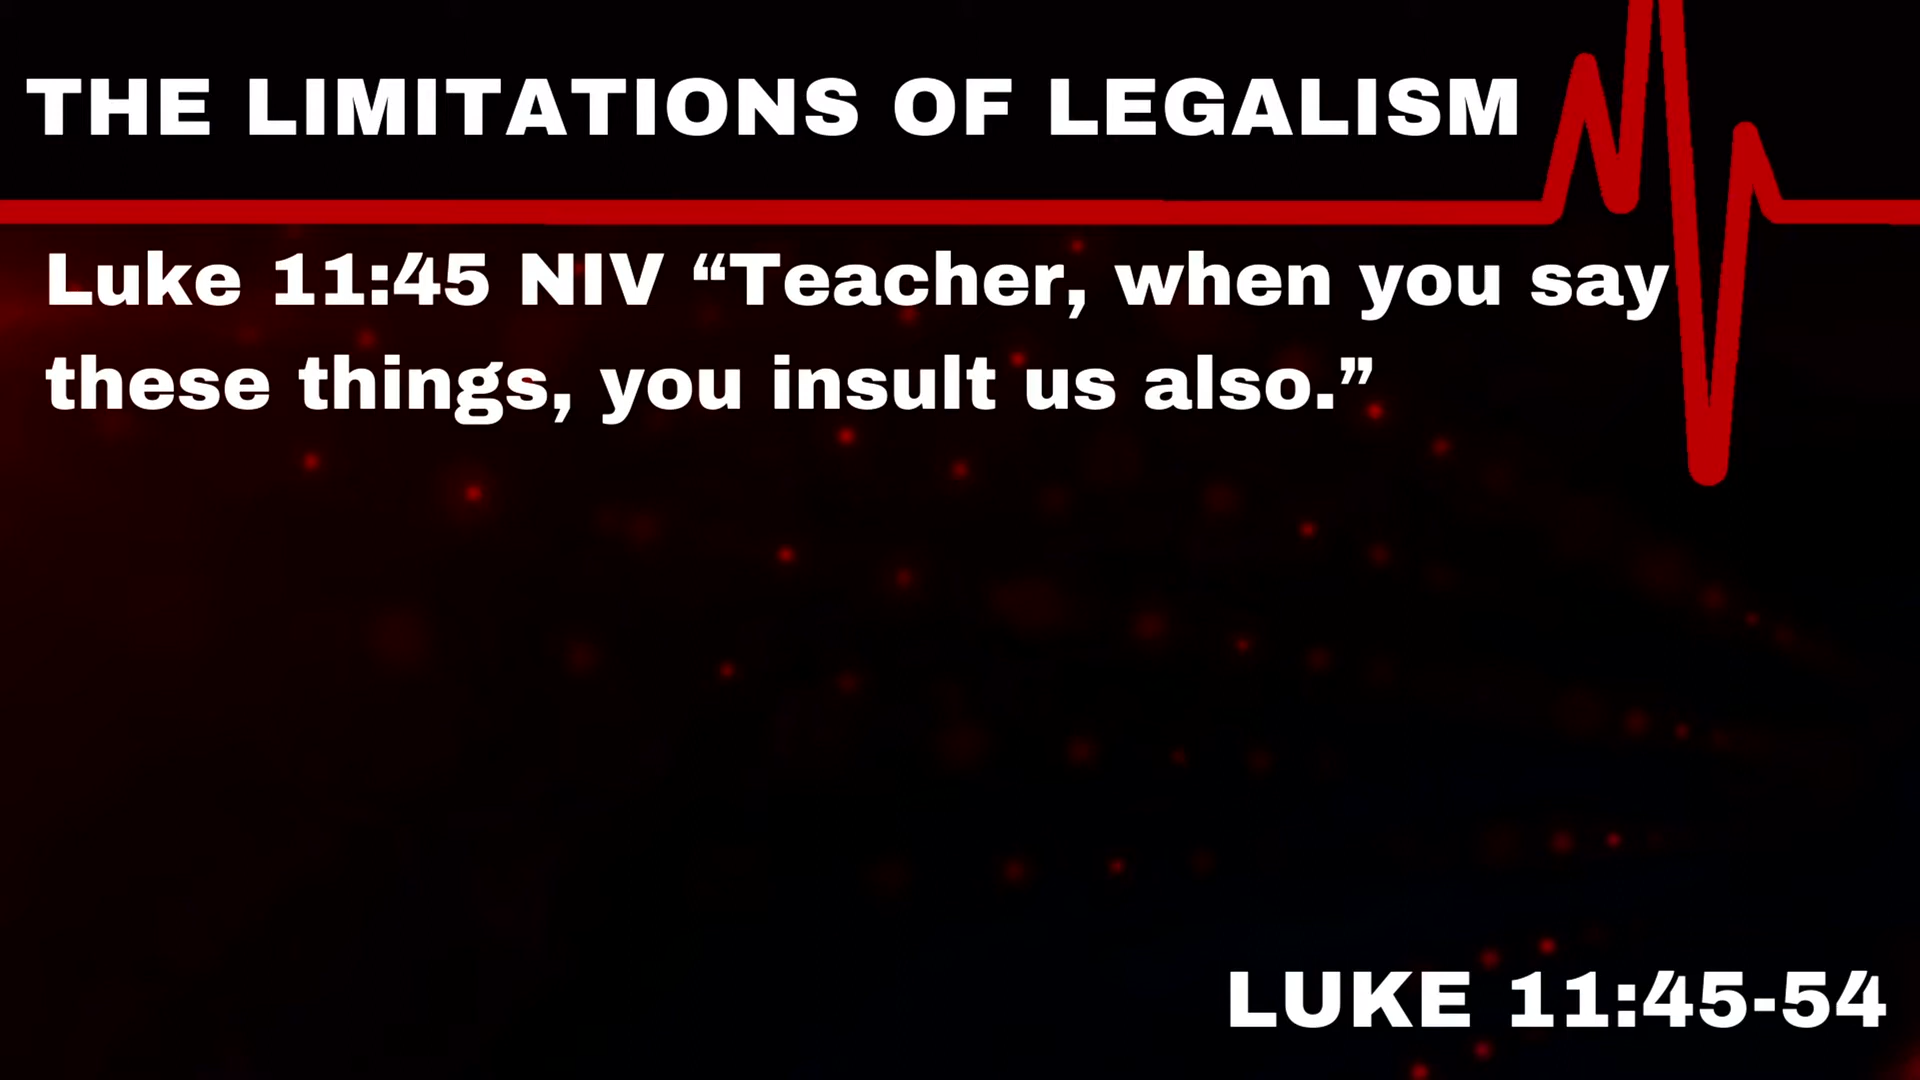 THE LIMITATIONS OF LEGALISM
Luke 11:45 NIV “Teacher, when you say
these things, you insult us also.”
LUKE 11:45-54